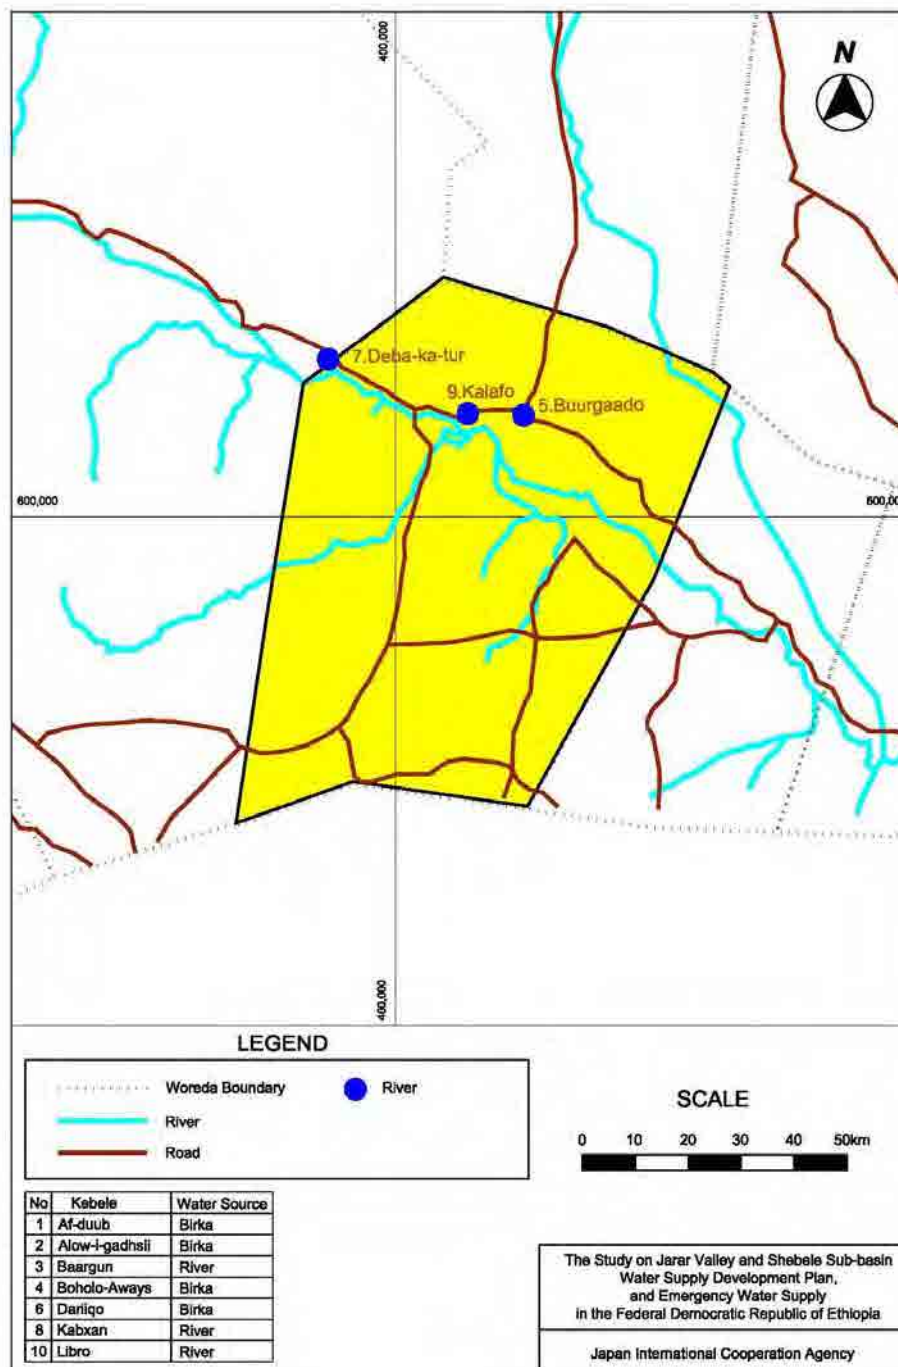 400,000
N
7.Deba-ka-tur
9.Kalafo
5.Buurgaado
600,000
600,00
400,000
LEGEND
Woreda Boundary
River
River
Road
SCALE
0 10 20 30 40 50km
No Kebele Water Source
1 Af-duub Birka
2 Alow-i-gadhsii Birka
3 Baargun River
4 Boholo-Aways Birka
6 Dariiqo Birka
8 Kabxan River
10 Libro River
The Study on Jarar Valley and Shebele Sub-basin
Water Supply Development Plan,
and Emergency Water Supply
in the Federal Democratic Republic of Ethiopia
Japan International Cooperation Agency